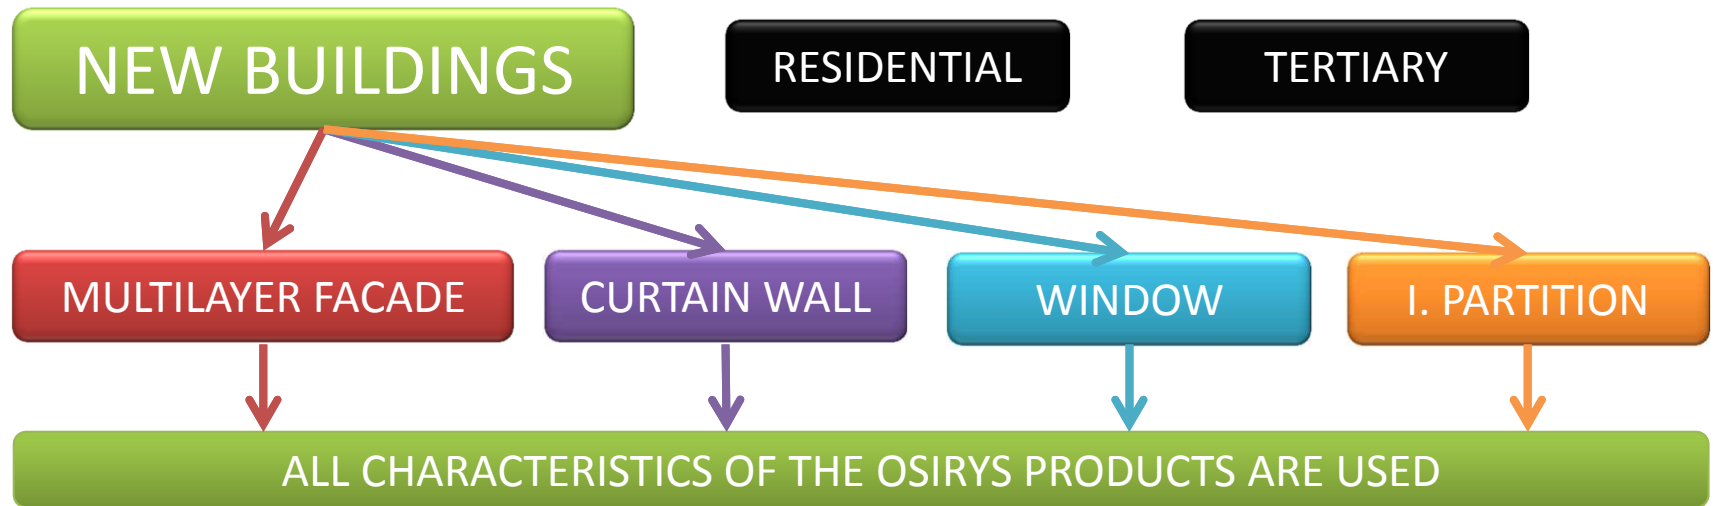 NEW BUILDINGS
RESIDENTIAL
TERTIARY
MULTILAYER FACADE
CURTAIN WALL
WINDOW
I. PARTITION
ALL CHARACTERISTICS OF THE OSIRYS PRODUCTS ARE USED